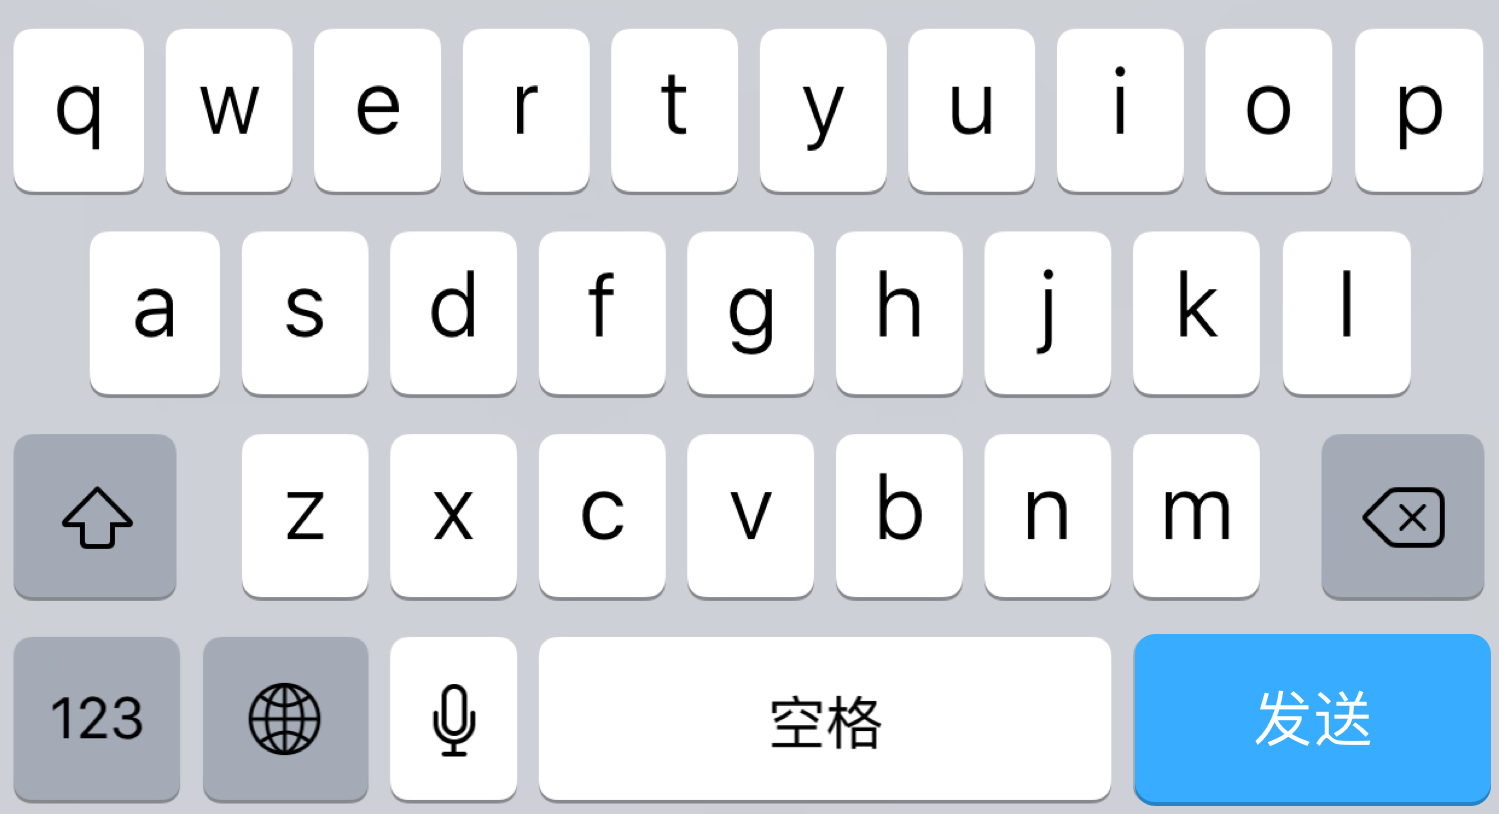 q w e r t y u i o p
a s d f g h j k l
z x c v b n m
123 空格 发送